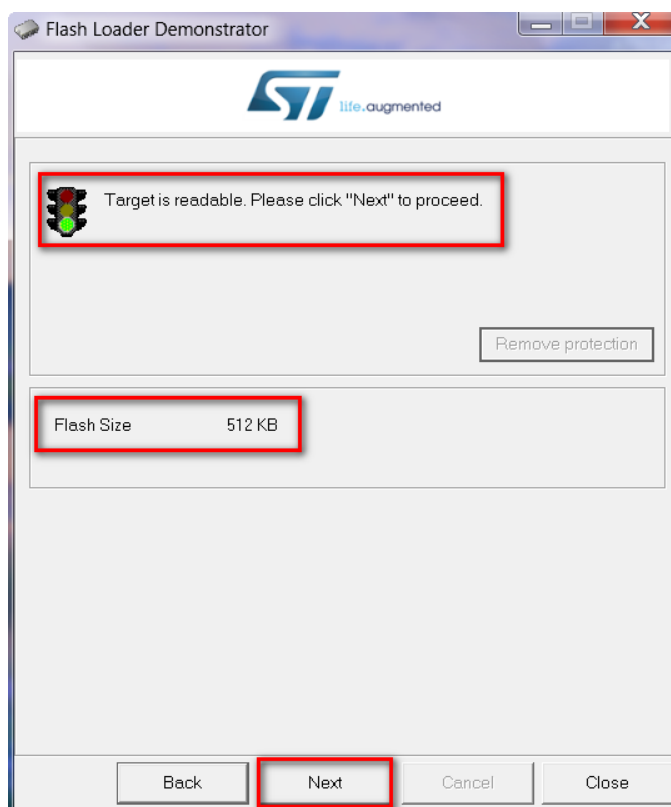 Flash Loader Demonstrator
ST life.augmented
Target is readable. Please click "Next" to proceed.
Remove protection
Flash Size 512 KB
Back Next Cancel Close